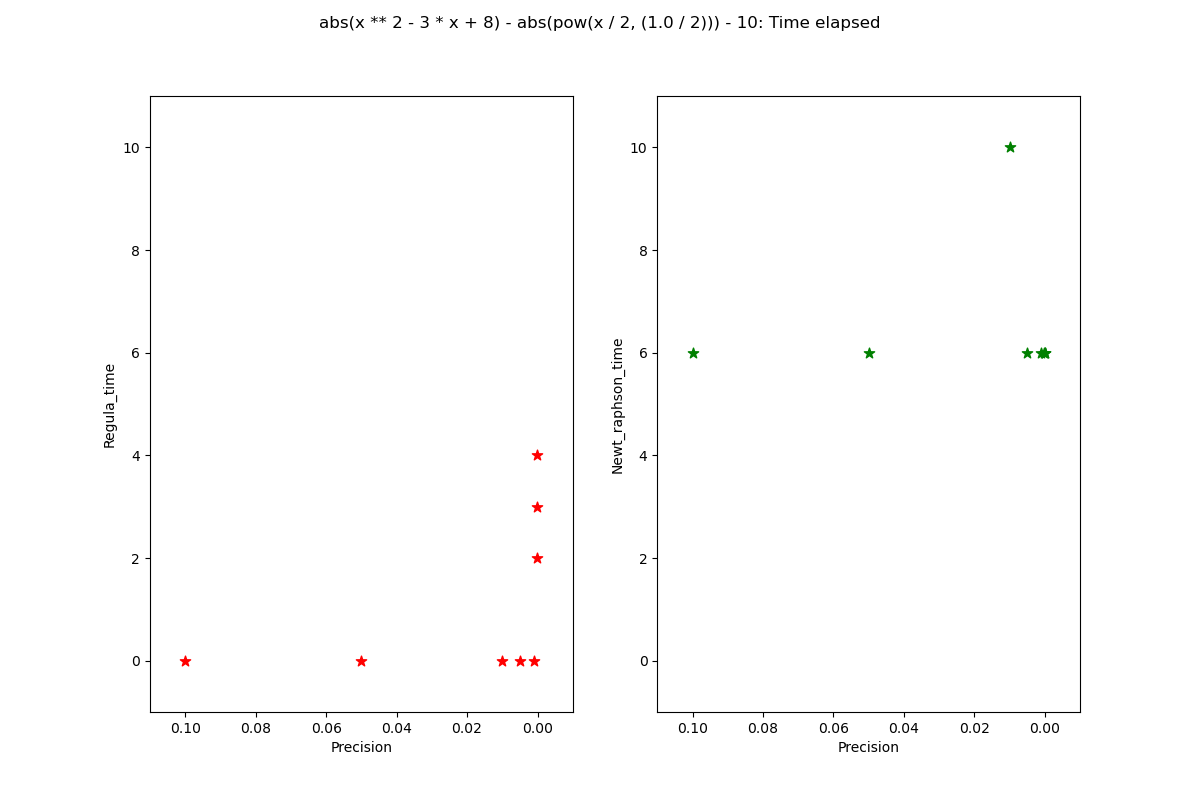 abs(x ** 2 - 3 * x + 8) - abs(pow(x / 2, (1.0 / 2))) - 10: Time elapsed
10
8
6
4
2
0
Regula_time
0.10 0.08 0.06 0.04 0.02 0.00
Precision
10
8
6
4
2
0
Newt_raphson_time
0.10 0.08 0.06 0.04 0.02 0.00
Precision